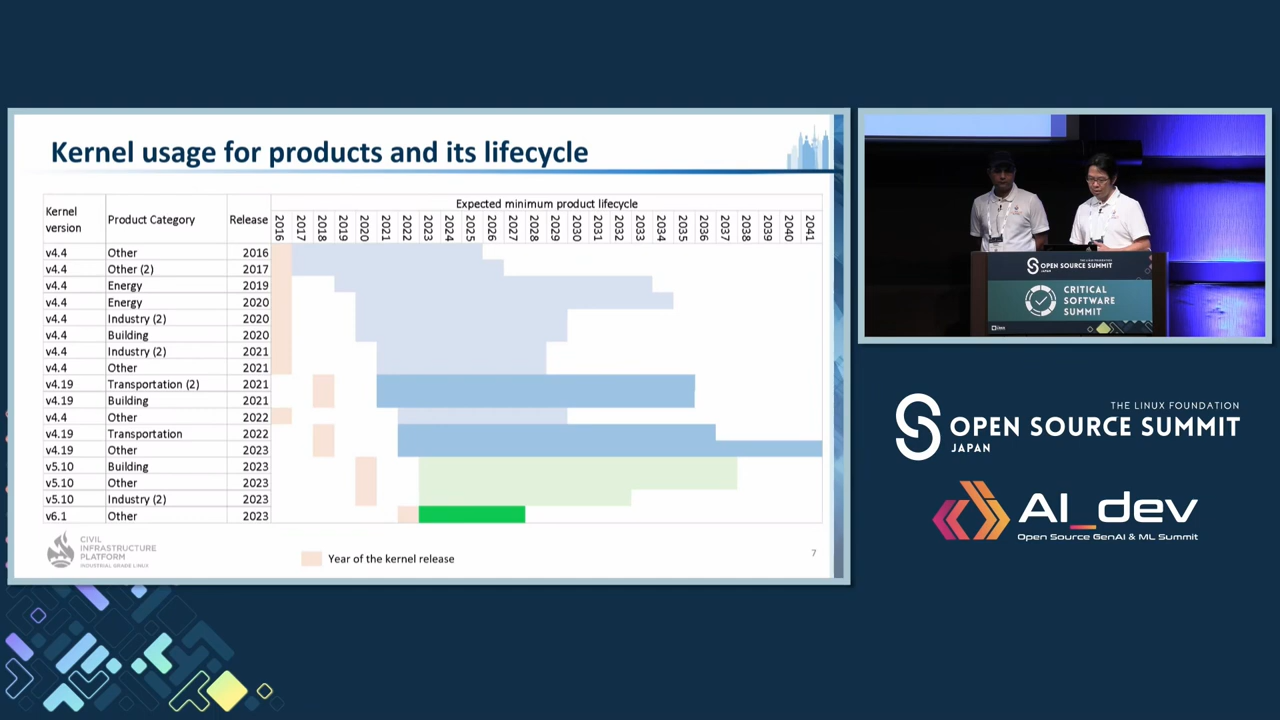 Kernel usage for products and its lifecycle
Kernel version Product Category Release Expected minimum product lifecycle
2016 2017 2018 2019 2020 2021 2022 2023 2024 2025 2026 2027 2028 2029 2030 2031 2032 2033 2034 2035 2036 2037 2038 2039 2040 2041
v4.4 Other 2016
v4.4 Other (2) 2017
v4.4 Energy 2019
v4.4 Energy 2020
v4.4 Industry (2) 2020
v4.4 Building 2020
v4.4 Industry (2) 2021
v4.4 Other 2021
v4.19 Transportation (2) 2021
v4.19 Building 2021
v4.4 Other 2022
v4.19 Transportation 2022
v4.19 Other 2023
v5.10 Building 2023
v5.10 Other 2023
v5.10 Industry (2) 2023
v6.1 Other 2023
CIVIL
INFRASTRUCTURE
PLATFORM
INDUSTRIAL GRADE LINUX
Year of the kernel release
7
THE LINUX FOUNDATION
OPEN SOURCE SUMMIT
JAPAN
CRITICAL
SOFTWARE
SUMMIT
THE LINUX FOUNDATION
OPEN SOURCE SUMMIT
JAPAN
AI_dev
Open Source GenAI & ML Summit